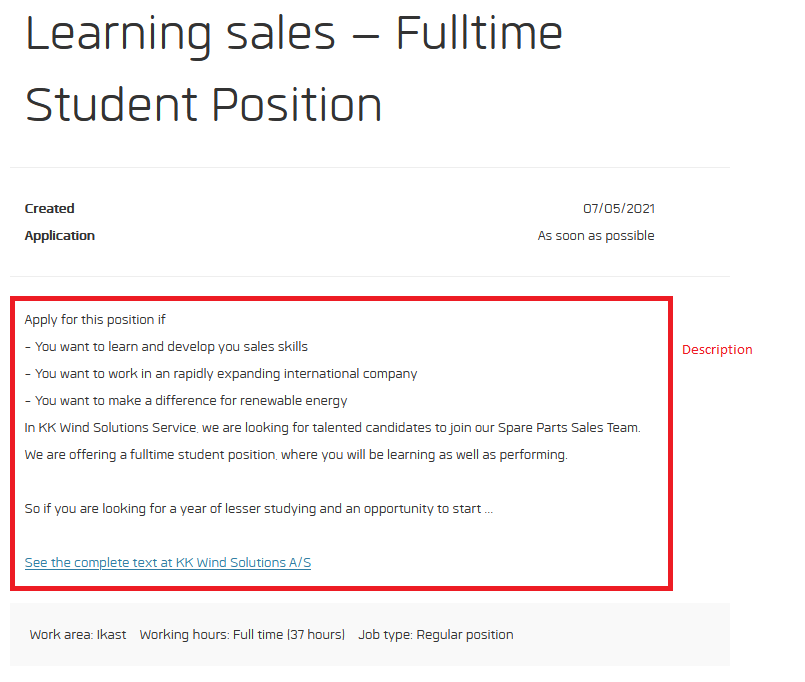 Learning sales – Fulltime
Student Position
Created 07/05/2021
Application As soon as possible
Apply for this position if
- You want to learn and develop you sales skills
- You want to work in an rapidly expanding international company
- You want to make a difference for renewable energy
In KK Wind Solutions Service, we are looking for talented candidates to join our Spare Parts Sales Team.
We are offering a fulltime student position, where you will be learning as well as performing.
So if you are looking for a year of lesser studying and an opportunity to start ...
See the complete text at KK Wind Solutions A/S
Description
Work area: Ikast Working hours: Full time (37 hours) Job type: Regular position